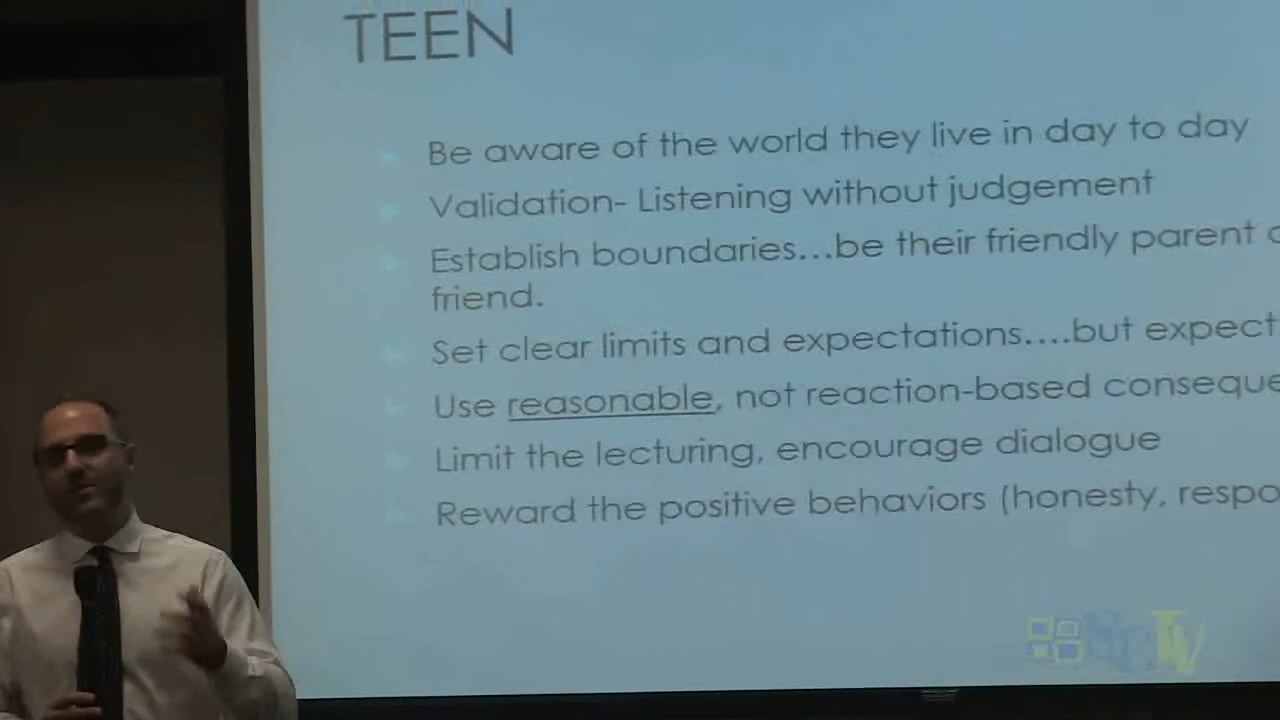 TEEN
Be aware of the world they live in day to day
Validation- Listening without judgement
Establish boundaries...be their friendly parent
friend.
Set clear limits and expectations....but expect
Use reasonable, not reaction-based
Limit the lecturing, encourage dialogue
Reward the positive behaviors (honesty,